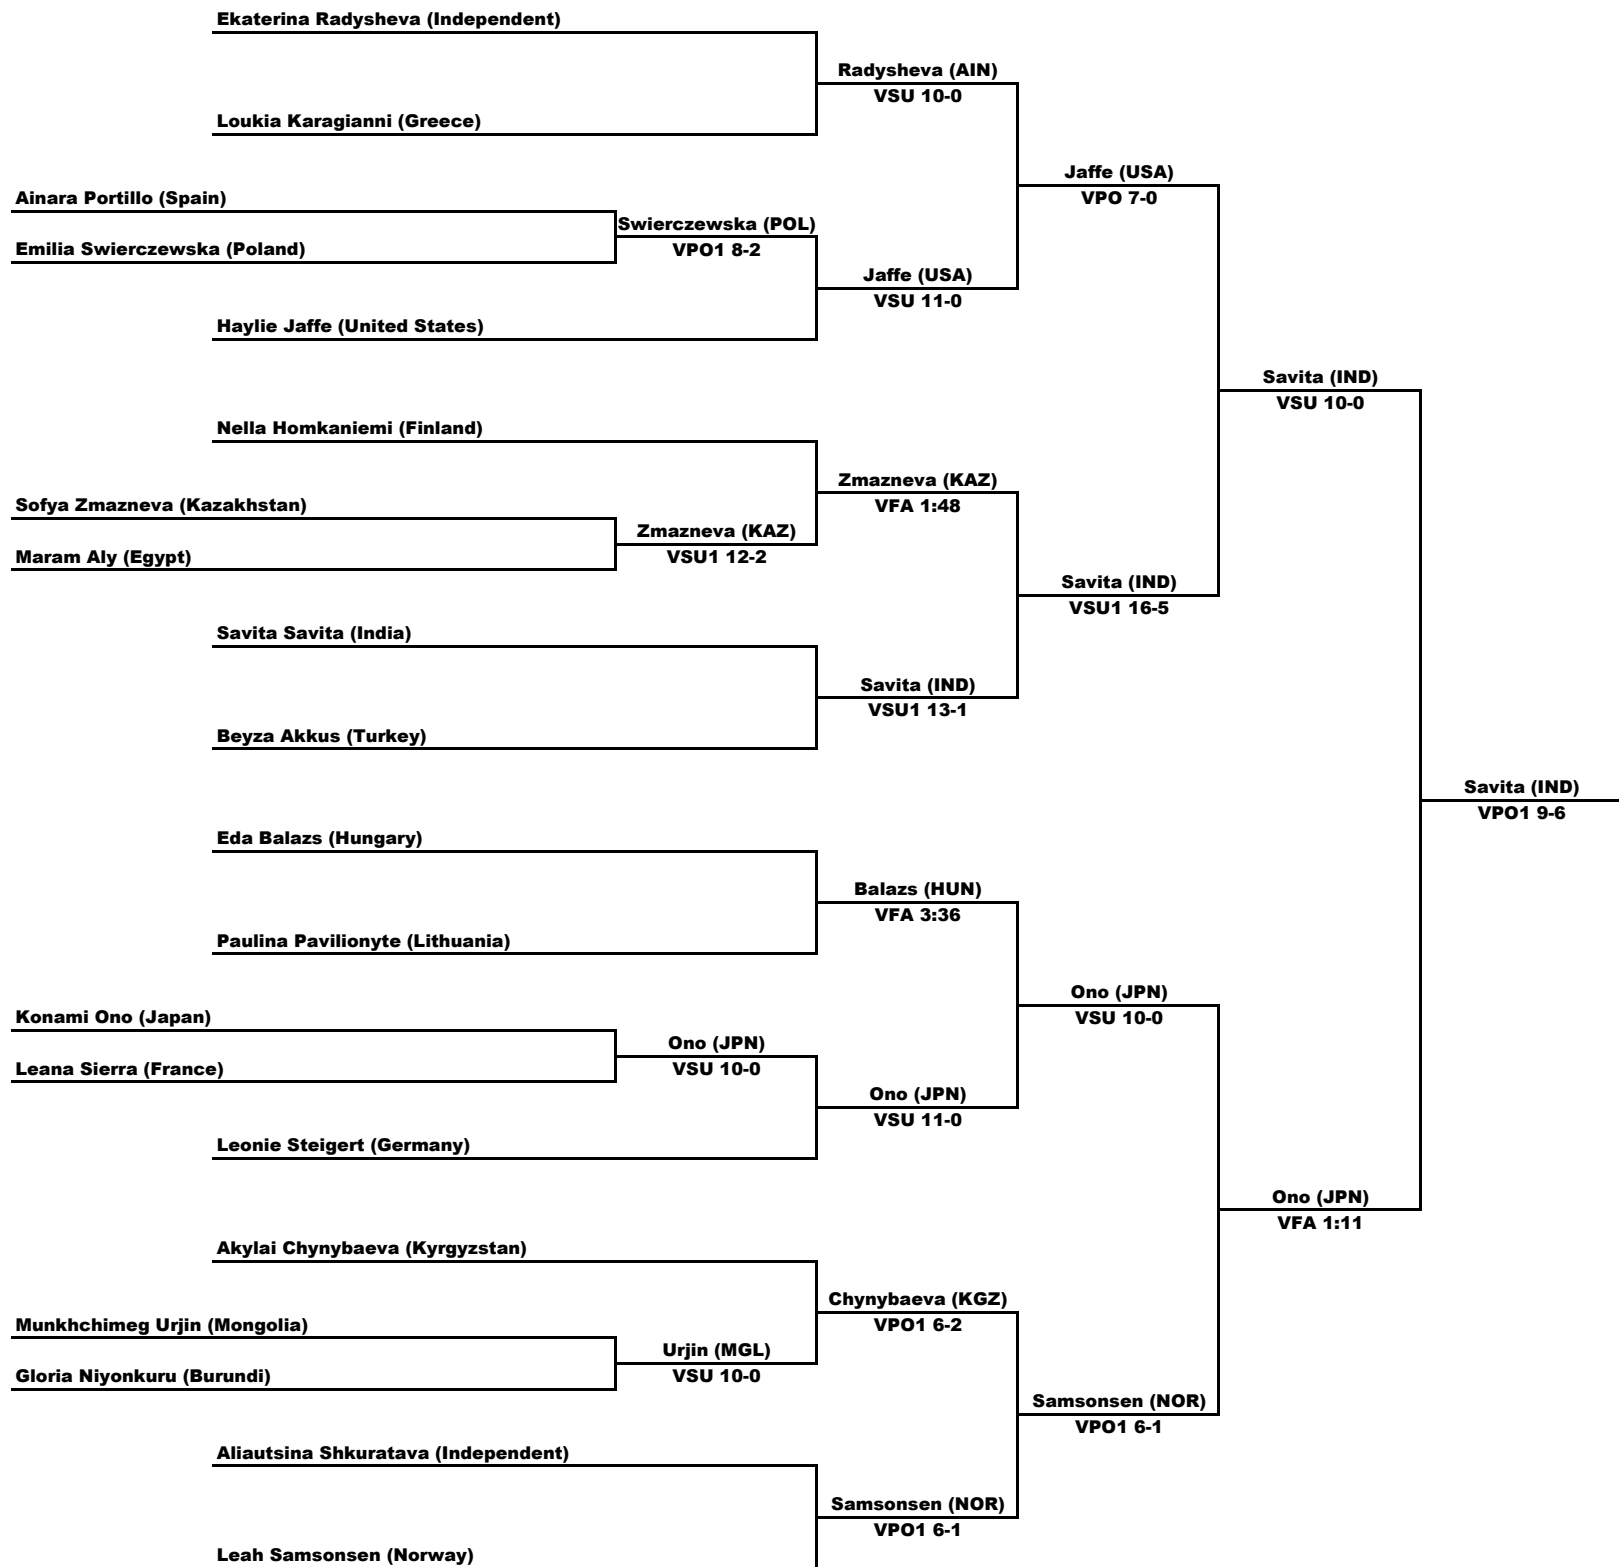 Ekaterina Radysheva (Independent)
Radysheva (AIN)
VSU 10-0
Loukia Karagianni (Greece)
Jaffe (USA)
VPO 7-0
Ainara Portillo (Spain)
Swierczewska (POL)
VPO1 8-2
Emilia Swierczewska (Poland)
Jaffe (USA)
VSU 11-0
Haylie Jaffe (United States)
Savita (IND)
VSU 10-0
Nella Homkaniemi (Finland)
Zmazneva (KAZ)
VFA 1:48
Sofya Zmazneva (Kazakhstan)
Zmazneva (KAZ)
VSU1 12-2
Maram Aly (Egypt)
Savita (IND)
VSU1 16-5
Savita Savita (India)
Savita (IND)
VSU1 13-1
Beyza Akkus (Turkey)
Savita (IND)
VPO1 9-6
Eda Balazs (Hungary)
Balazs (HUN)
VFA 3:36
Paulina Pavilionyte (Lithuania)
Ono (JPN)
VSU 10-0
Konami Ono (Japan)
Ono (JPN)
VSU 10-0
Leana Sierra (France)
Ono (JPN)
VSU 11-0
Leonie Steigert (Germany)
Ono (JPN)
VFA 1:11
Akylai Chynybaeva (Kyrgyzstan)
Chynybaeva (KGZ)
VPO1 6-2
Munkhchimeg Urjin (Mongolia)
Urjin (MGL)
VSU 10-0
Gloria Niyonkuru (Burundi)
Samsonsen (NOR)
VPO1 6-1
Aliautsina Shkuratava (Independent)
Samsonsen (NOR)
VPO1 6-1
Leah Samsonsen (Norway)